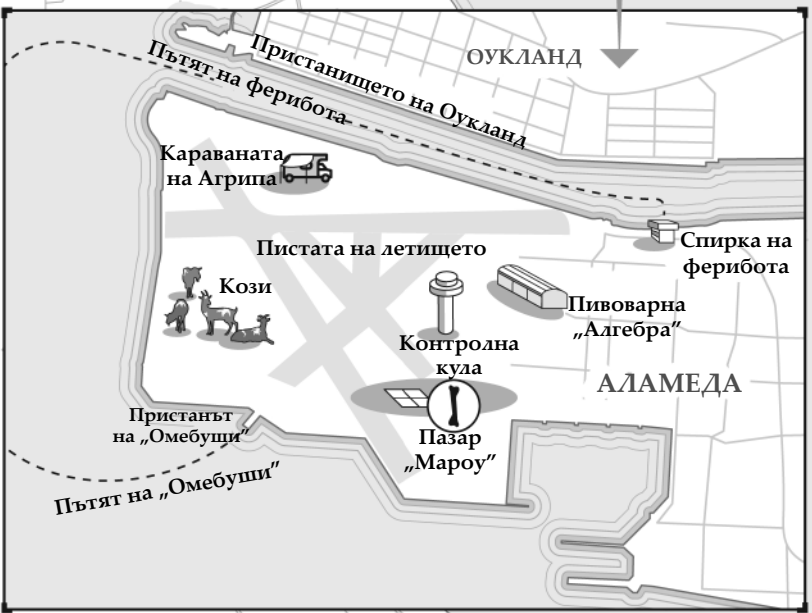 ОУКЛАНД
Пристанището на Оукланд
Пътят на ферибота
Караваната
на Агрипа
Пистата на летището
Спирка на
ферибота
Кози
Пивоварна
„Алгебра”
Контролна
кула
АЛАМЕДА
Пристанът
на „Омебуши”
Пазар
„Мароу”
Пътят на „Омебуши”